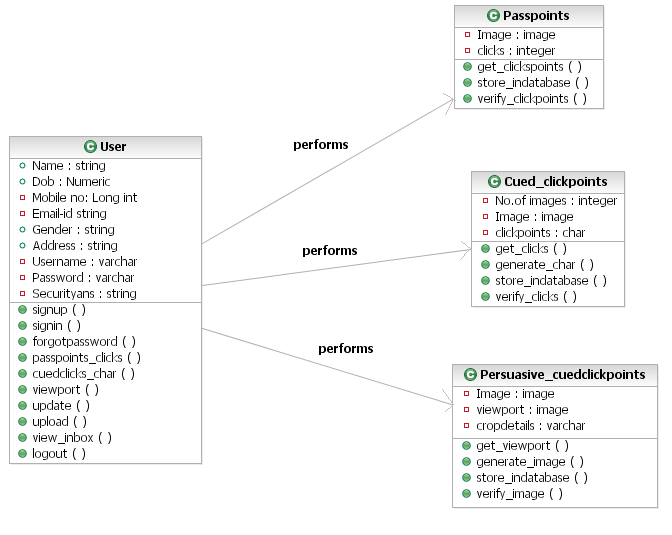 C Passpoints
Image : image
clicks : integer
get_clickspoints ( )
store_indatabase ( )
verify_clickpoints ( )
performs
C User
Name : string
Dob : Numeric
Mobile no: Long int
Email-id string
Gender : string
Address : string
Username : varchar
Password : varchar
Securityans : string
signup ( )
signin ( )
forgotpassword ( )
passpoints_clicks ( )
cuedclicks_char ( )
viewport ( )
update ( )
upload ( )
view_inbox ( )
logout ( )
performs
C Cued_clickpoints
No.of images : integer
Image : image
clickpoints : char
get_clicks ( )
generate_char ( )
store_indatabase ( )
verify_clicks ( )
performs
C Persuasive_cuedclickpoints
Image : image
viewport : image
cropdetails : varchar
get_viewport ( )
generate_image ( )
store_indatabase ( )
verify_image ( )